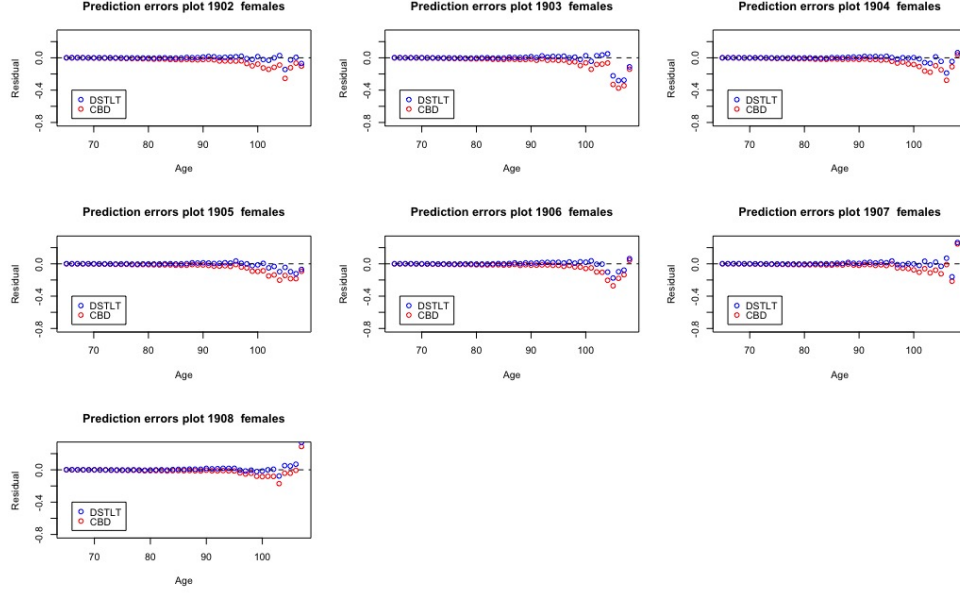 Prediction errors plot 1902 females
Residual
0.0
-0.4
-0.8
DSTLT
CBD
70 80 90 100
Age
Prediction errors plot 1903 females
Residual
0.0
-0.4
-0.8
DSTLT
CBD
70 80 90 100
Age
Prediction errors plot 1904 females
Residual
0.0
-0.4
-0.8
DSTLT
CBD
70 80 90 100
Age
Prediction errors plot 1905 females
Residual
0.0
-0.4
-0.8
DSTLT
CBD
70 80 90 100
Age
Prediction errors plot 1906 females
Residual
0.0
-0.4
-0.8
DSTLT
CBD
70 80 90 100
Age
Prediction errors plot 1907 females
Residual
0.0
-0.4
-0.8
DSTLT
CBD
70 80 90 100
Age
Prediction errors plot 1908 females
Residual
0.0
-0.4
-0.8
DSTLT
CBD
70 80 90 100
Age